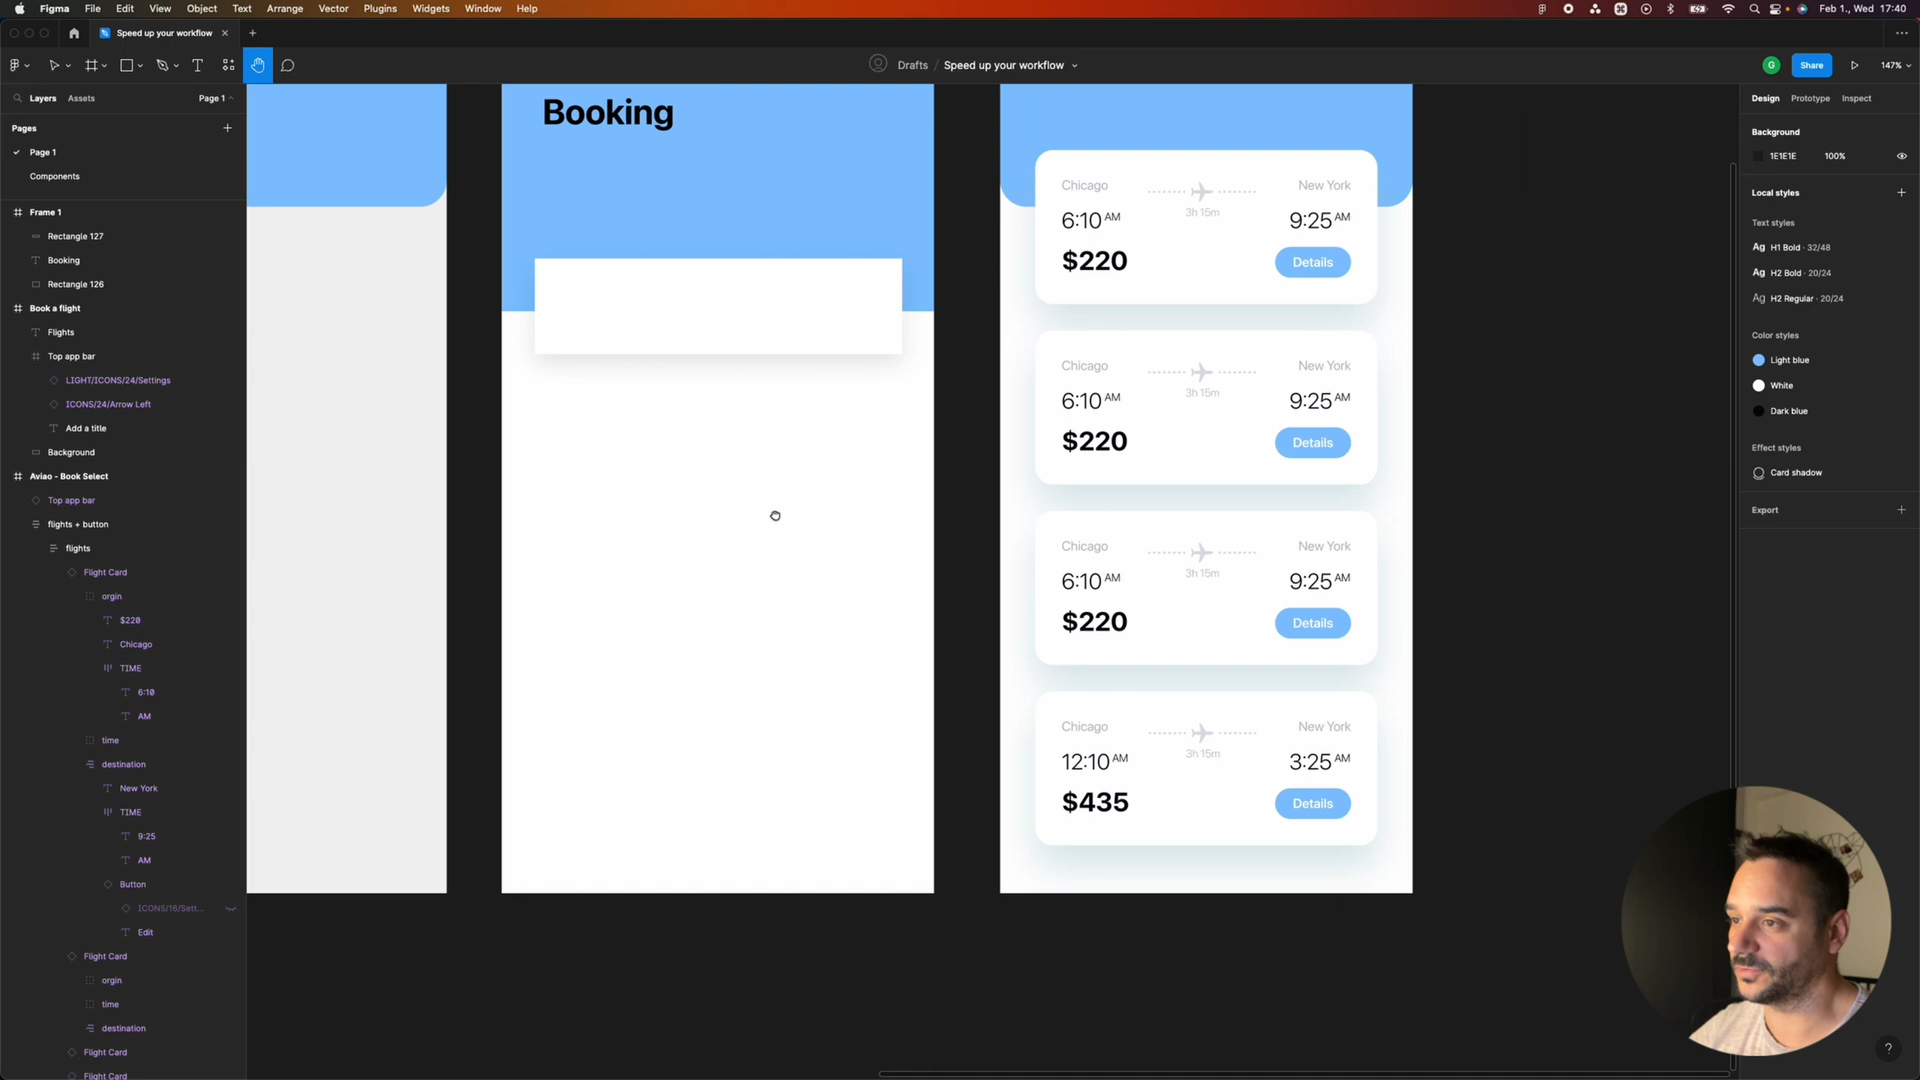 Figma File Edit View Object Text Arrange Vector Plugins Widgets Window Help
Feb 1., Wed 17:40
Speed up your workflow
Drafts / Speed up your workflow
G
Share
147%
Layers
Assets
Page 1
Design
Prototype
Inspect
Pages
Page 1
Components
Frame 1
Rectangle 127
Booking
Rectangle 126
Book a flight
Flights
Top app bar
LIGHT/ICONS/24/Settings
ICONS/24/Arrow Left
Add a title
Background
Aviao - Book Select
Top app bar
flights + button
flights
Flight Card
orgin
$220
Chicago
TIME
6:10
AM
time
destination
New York
TIME
9:25
AM
Button
ICONS/16/Sett...
Edit
Flight Card
orgin
time
destination
Flight Card
Flight Card
Booking
Chicago
New York
3h 15m
6:10 AM
9:25 AM
$220
Details
Chicago
New York
3h 15m
6:10 AM
9:25 AM
$220
Details
Chicago
New York
3h 15m
6:10 AM
9:25 AM
$220
Details
Chicago
New York
3h 15m
12:10 AM
3:25 AM
$435
Details
Background
1E1E1E
100%
Local styles
Text styles
Ag H1 Bold · 32/48
Ag H2 Bold · 20/24
Ag H2 Regular · 20/24
Color styles
Light blue
White
Dark blue
Effect styles
Card shadow
Export
?